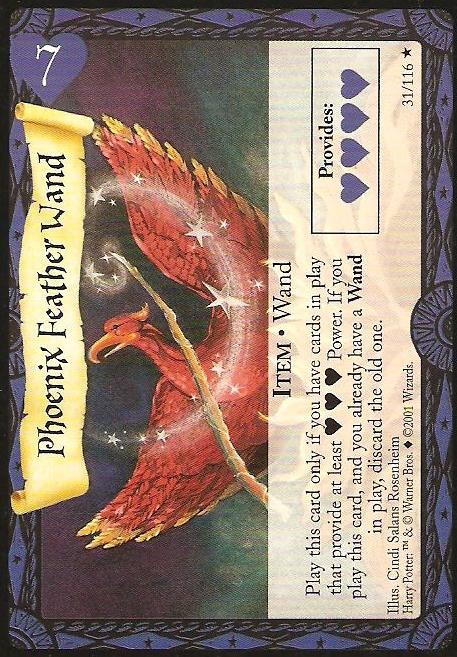 7
Phoenix Feather Wand
ITEM • Wand
Play this card only if you have cards in play
that provide at least ♥ ♥ ♥ Power. If you
play this card, and you already have a Wand
in play, discard the old one.
Provides:
♥ ♥ ♥ ♥
Illus. Cindi Salans Rosenheim
Harry Potter: ™ & © Warner Bros. ◆ ©2001 Wizards.
31/116 ★